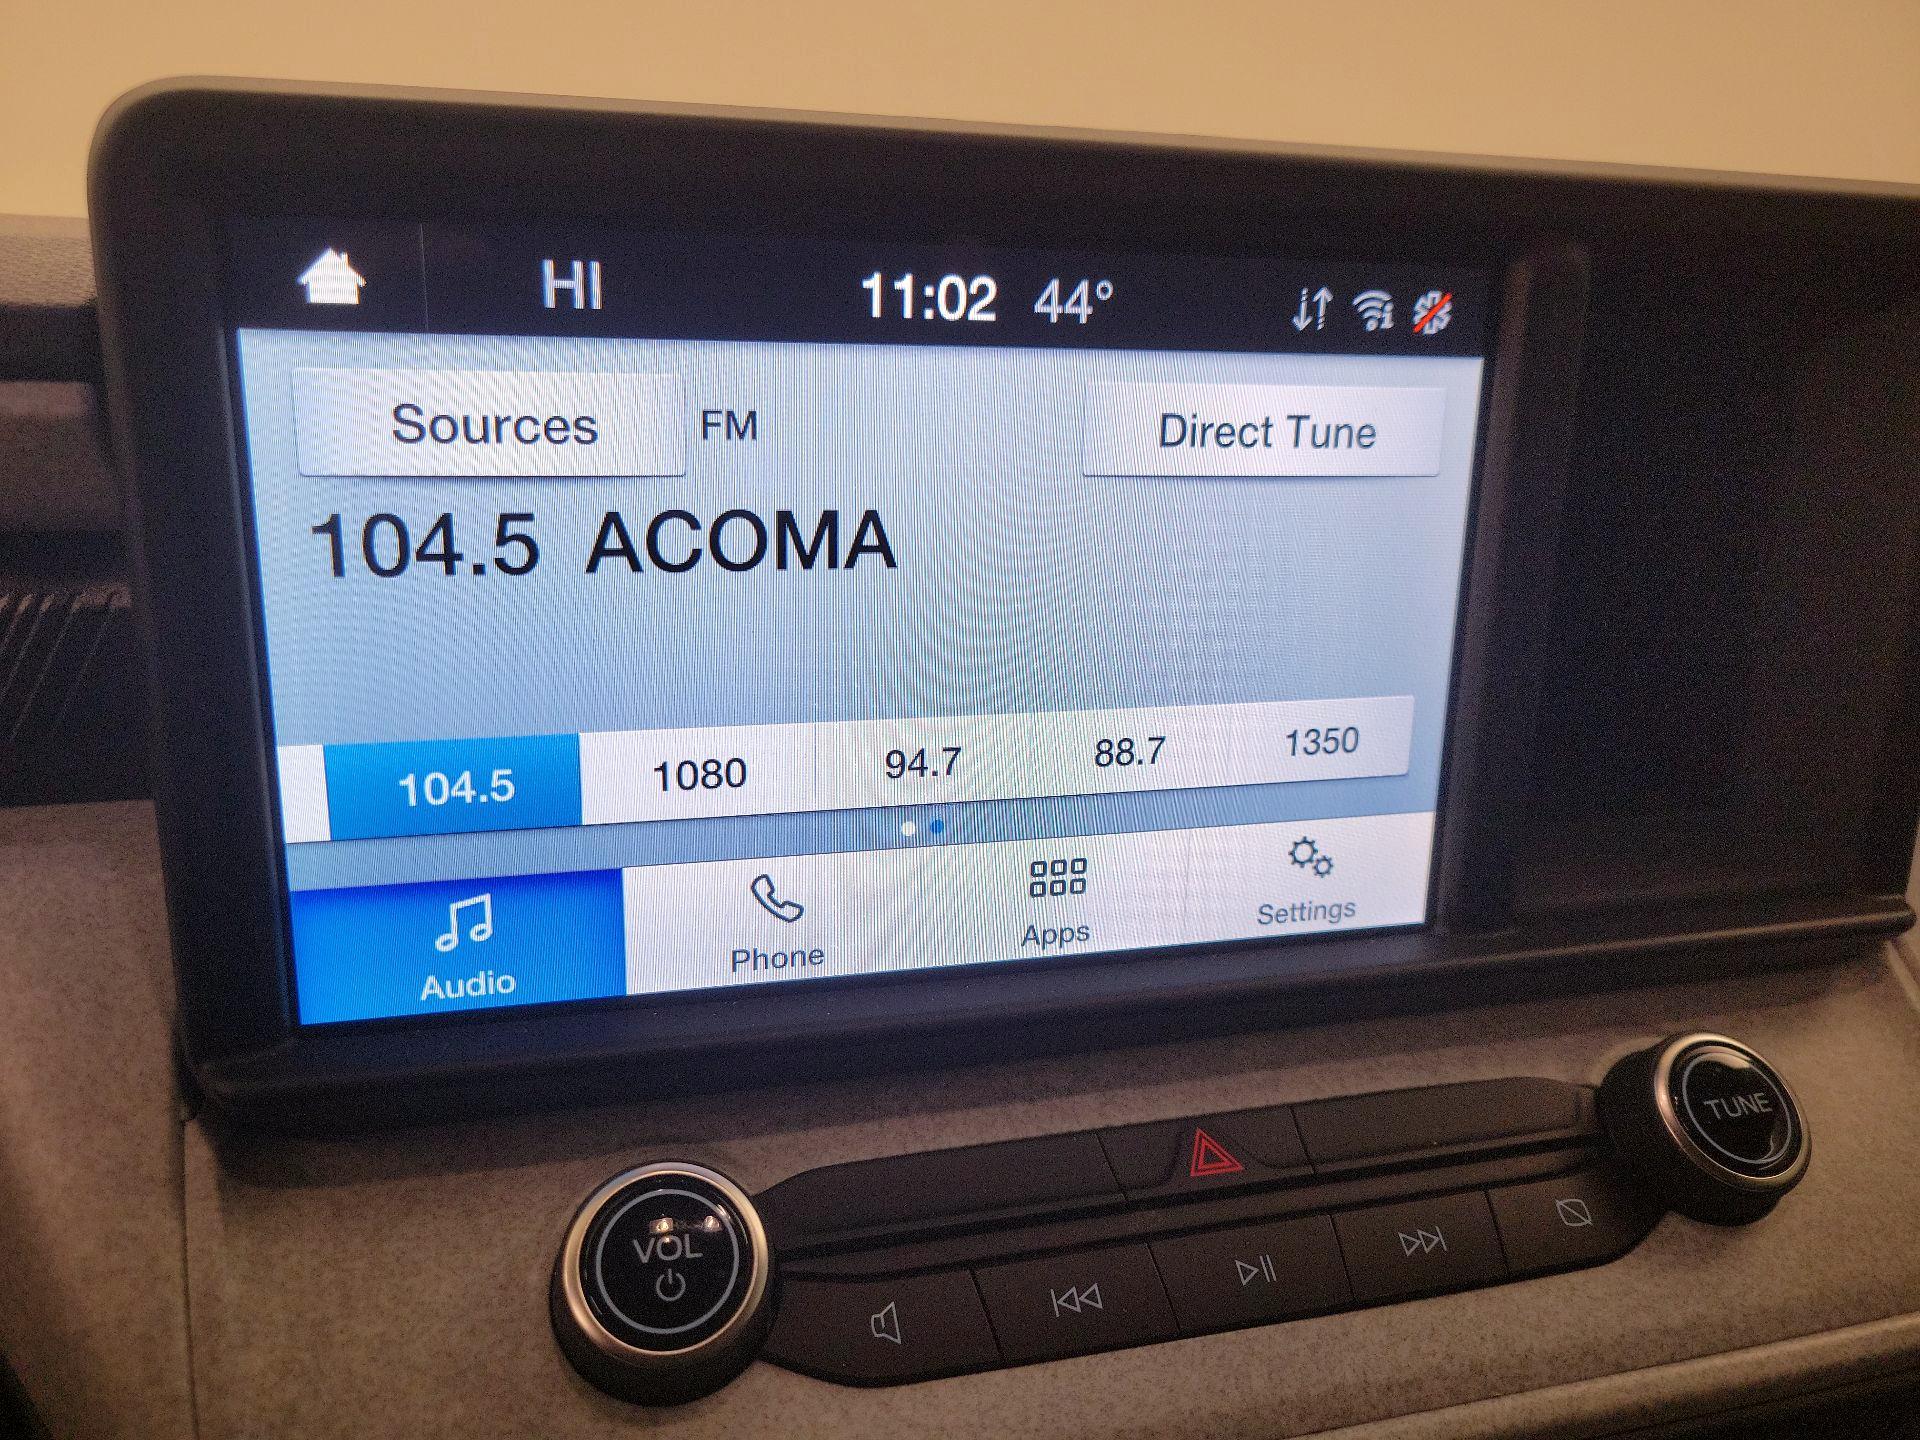 HI 11:02 44°
Sources FM Direct Tune
104.5 ACOMA
104.5 1080 94.7 88.7 1350
Audio Phone Apps Settings
TUNE
VOL